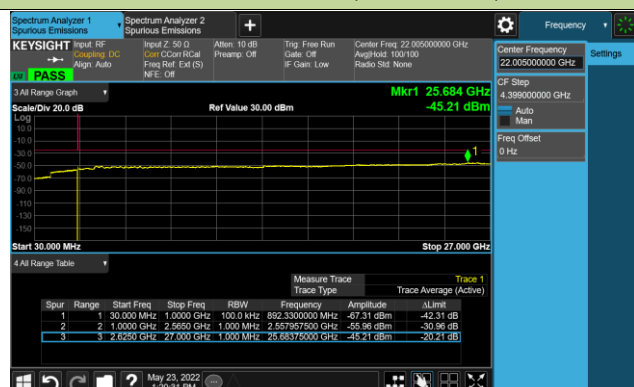 Spectrum Analyzer 1
Spurious Emissions
Spectrum Analyzer 2
Spurious Emissions
+
Frequency
KEYSIGHT Input: RF
Coupling: DC
Align: Auto
Input Z: 50 Ω
Corr CCorr RCal
Freq Ref: Ext (S)
NFE: Off
Atten: 10 dB
Preamp: Off
Trig: Free Run
Gate: Off
IF Gain: Low
Center Freq: 22.005000000 GHz
Avg|Hold: 100/100
Radio Std: None
PASS
Center Frequency
22.005000000 GHz
Settings
CF Step
4.399000000 GHz
Auto
Man
Freq Offset
0 Hz
3 All Range Graph
Mkr1 25.684 GHz
Scale/Div 20.0 dB
Ref Value 30.00 dBm
-45.21 dBm
Log
10.0
-10.0
-30.0
-50.0
-70.0
-90.0
-110
-130
-150
1
Start 30.000 MHz
Stop 27.000 GHz
4 All Range Table
Measure Trace Trace 1
Trace Type Trace Average (Active)
Spur Range Start Freq Stop Freq RBW Frequency Amplitude ΔLimit
1 1 30.000 MHz 1.0000 GHz 100.0 kHz 892.3300000 MHz -67.31 dBm -42.31 dB
2 2 1.0000 GHz 2.5650 GHz 1.000 MHz 2.557957500 GHz -55.96 dBm -30.96 dB
3 3 2.6250 GHz 27.000 GHz 1.000 MHz 25.68375000 GHz -45.21 dBm -20.21 dB
May 23, 2022